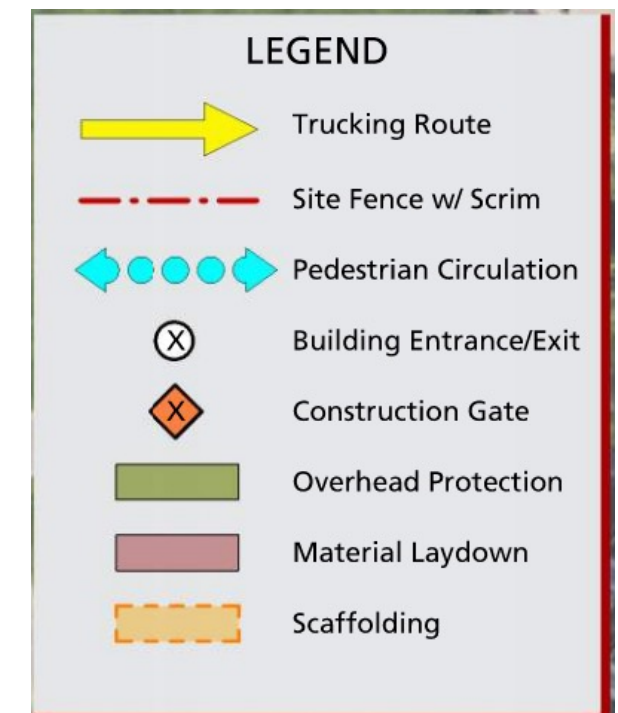 LEGEND
Trucking Route
Site Fence w/ Scrim
Pedestrian Circulation
X Building Entrance/Exit
X Construction Gate
Overhead Protection
Material Laydown
Scaffolding